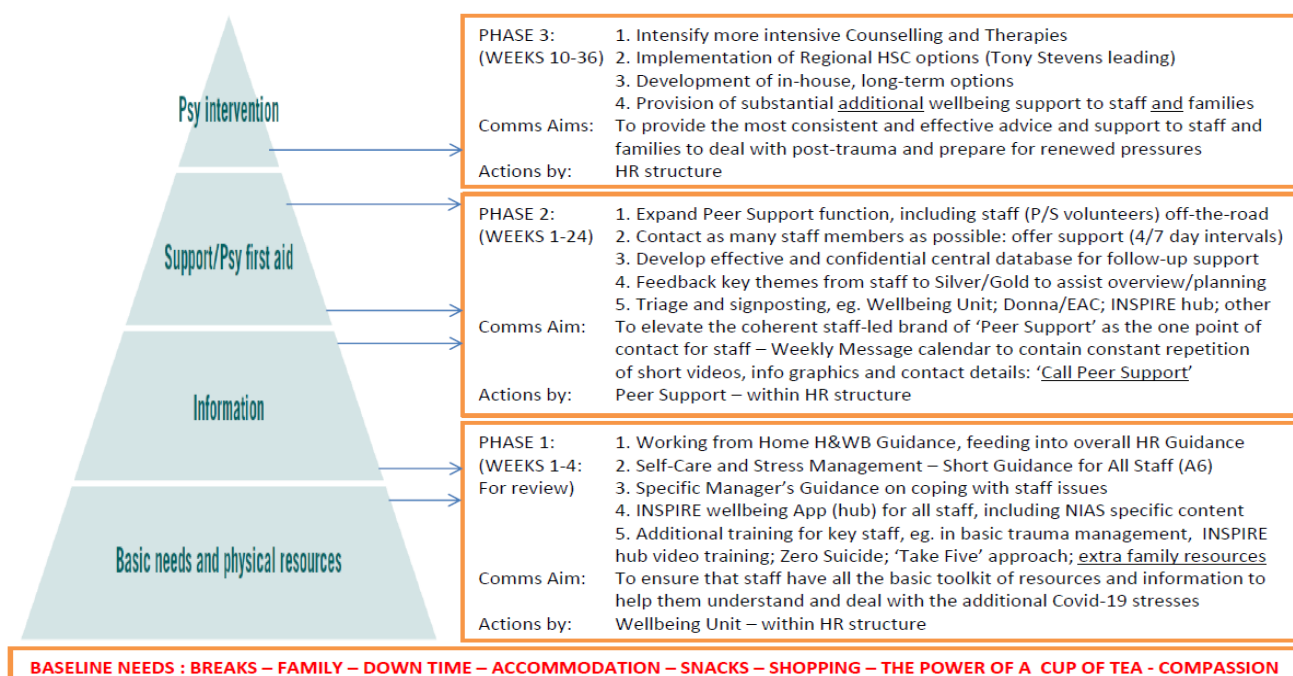 Psy intervention
Support/Psy first aid
Information
Basic needs and physical resources
PHASE 3: 1. Intensify more intensive Counselling and Therapies
(WEEKS 10-36) 2. Implementation of Regional HSC options (Tony Stevens leading)
3. Development of in-house, long-term options
4. Provision of substantial additional wellbeing support to staff and families
Comms Aims: To provide the most consistent and effective advice and support to staff and
families to deal with post-trauma and prepare for renewed pressures
Actions by: HR structure
PHASE 2: 1. Expand Peer Support function, including staff (P/S volunteers) off-the-road
(WEEKS 1-24) 2. Contact as many staff members as possible: offer support (4/7 day intervals)
3. Develop effective and confidential central database for follow-up support
4. Feedback key themes from staff to Silver/Gold to assist overview/planning
5. Triage and signposting, eg. Wellbeing Unit; Donna/EAC; INSPIRE hub; other
Comms Aim: To elevate the coherent staff-led brand of ‘Peer Support’ as the one point of
contact for staff – Weekly Message calendar to contain constant repetition
of short videos, info graphics and contact details: ‘Call Peer Support’
Actions by: Peer Support – within HR structure
PHASE 1: 1. Working from Home H&WB Guidance, feeding into overall HR Guidance
(WEEKS 1-4: 2. Self-Care and Stress Management – Short Guidance for All Staff (A6)
For review) 3. Specific Manager’s Guidance on coping with staff issues
4. INSPIRE wellbeing App (hub) for all staff, including NIAS specific content
5. Additional training for key staff, eg. in basic trauma management, INSPIRE
hub video training; Zero Suicide; ‘Take Five’ approach; extra family resources
Comms Aim: To ensure that staff have all the basic toolkit of resources and information to
help them understand and deal with the additional Covid-19 stresses
Actions by: Wellbeing Unit – within HR structure
BASELINE NEEDS : BREAKS – FAMILY – DOWN TIME – ACCOMMODATION – SNACKS – SHOPPING – THE POWER OF A CUP OF TEA - COMPASSION